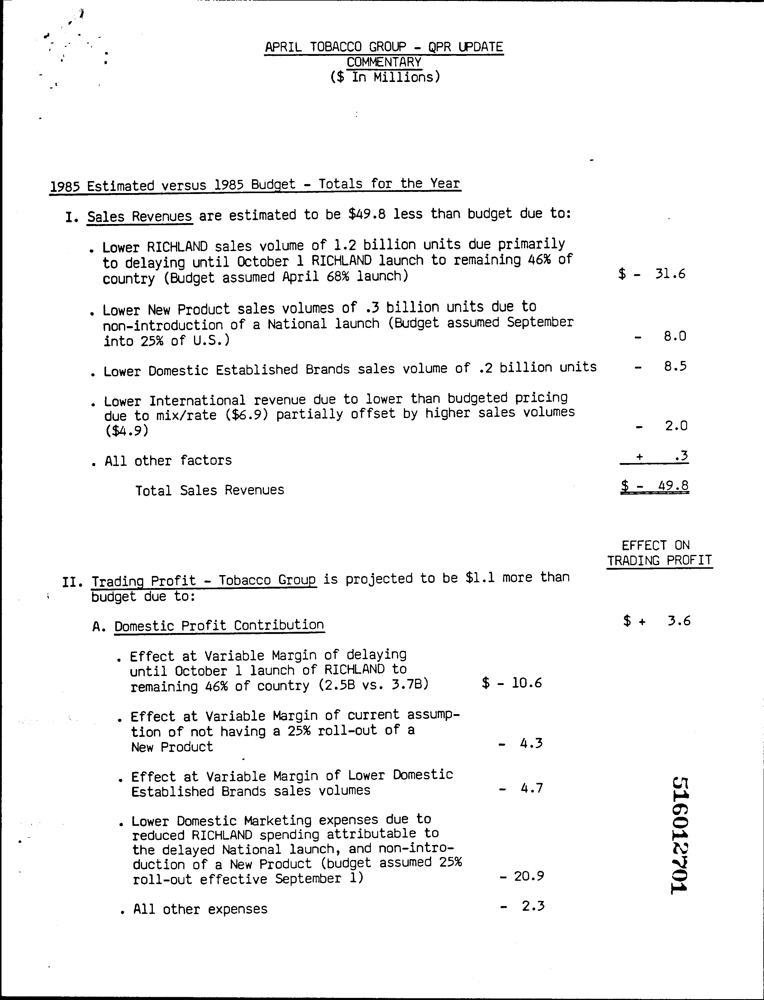 APRIL TOBACCO GROUP - QPR UPDATE
COMMENTARY
($ In Millions)
1985 Estimated versus 1985 Budget - Totals for the Year
I. Sales Revenues are estimated to be $49.8 less than budget due to:
. Lower RICHLAND sales volume of 1.2 billion units due primarily
to delaying until October 1 RICHLAND launch to remaining 46% of
country (Budget assumed April 68% launch) $ - 31.6
. Lower New Product sales volumes of .3 billion units due to
non-introduction of a National launch (Budget assumed September
into 25% of U.S.) - 8.0
. Lower Domestic Established Brands sales volume of .2 billion units - 8.5
. Lower International revenue due to lower than budgeted pricing
due to mix/rate ($6.9) partially offset by higher sales volumes
($4.9) - 2.0
. All other factors + .3
Total Sales Revenues $ - 49.8
EFFECT ON
TRADING PROFIT
II. Trading Profit - Tobacco Group is projected to be $1.1 more than
budget due to:
A. Domestic Profit Contribution $ + 3.6
. Effect at Variable Margin of delaying
until October 1 launch of RICHLAND to
remaining 46% of country (2.5B vs. 3.7B) $ - 10.6
. Effect at Variable Margin of current assump-
tion of not having a 25% roll-out of a
New Product - 4.3
. Effect at Variable Margin of Lower Domestic
Established Brands sales volumes - 4.7
. Lower Domestic Marketing expenses due to
reduced RICHLAND spending attributable to
the delayed National launch, and non-intro-
duction of a New Product (budget assumed 25%
roll-out effective September 1) - 20.9
. All other expenses - 2.3
516012701